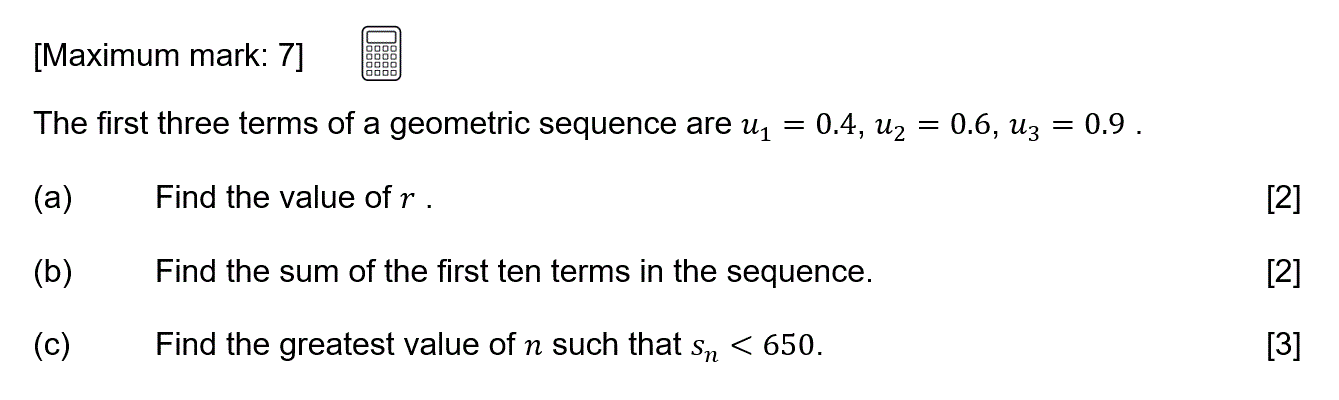 [Maximum mark: 7]
The first three terms of a geometric sequence are 𝑢₁ = 0.4, 𝑢₂ = 0.6, 𝑢₃ = 0.9 .
(a) Find the value of 𝑟 . [2]
(b) Find the sum of the first ten terms in the sequence. [2]
(c) Find the greatest value of 𝑛 such that 𝑠ₙ < 650. [3]